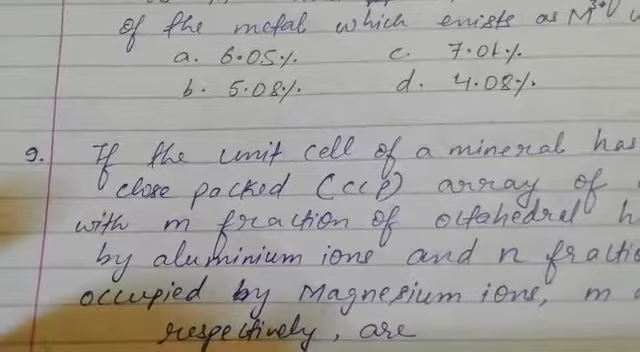 of the metal which exists as M³⁺
a. 6.05%
c. 7.01%
b. 5.08%
d. 4.08%
9. If the unit cell of a mineral has
close packed (ccp) array of
with m fraction of octahedral h
by aluminium ions and n fractio
occupied by Magnesium ions, m
respectively, are